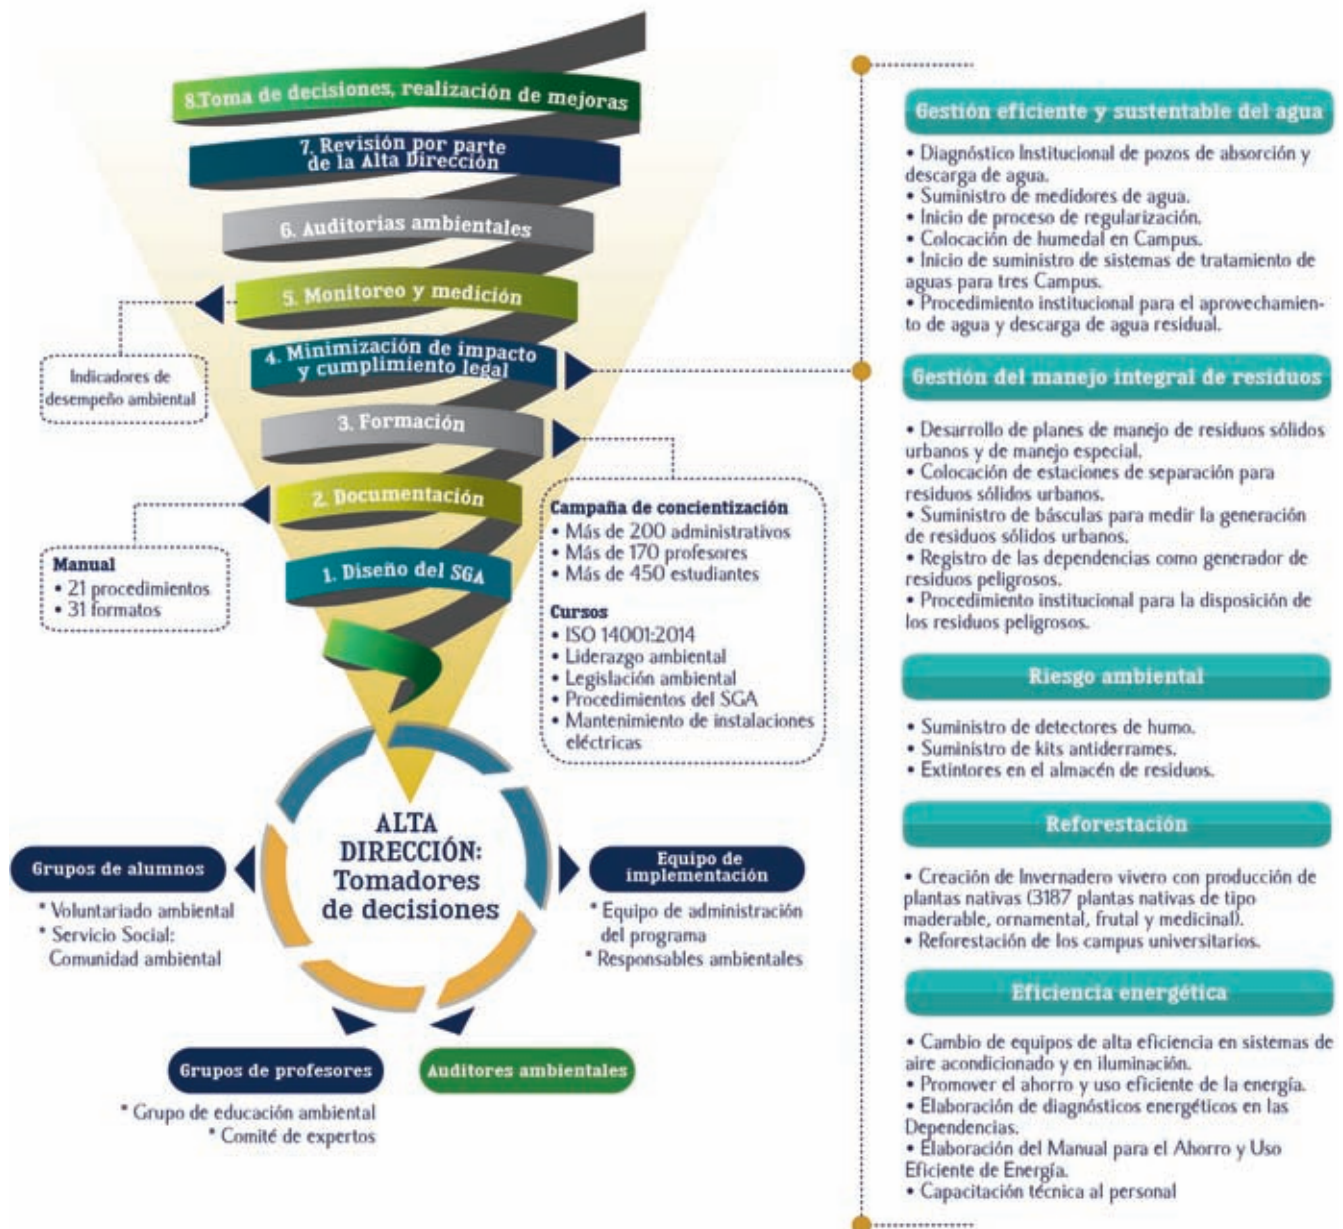 8.Toma de decisiones, realización de mejoras
7. Revisión por parte
de la Alta Dirección
6. Auditorias ambientales
5. Monitoreo y medición
4. Minimización de impacto
y cumplimiento legal
3. Formación
2. Documentación
1. Diseño del SGA
Indicadores de
desempeño ambiental
Manual
• 21 procedimientos
• 31 formatos
Campaña de concientización
• Más de 200 administrativos
• Más de 170 profesores
• Más de 450 estudiantes
Cursos
• ISO 14001:2014
• Liderazgo ambiental
• Legislación ambiental
• Procedimientos del SGA
• Mantenimiento de instalaciones
eléctricas
ALTA
DIRECCIÓN:
Tomadores
de decisiones
Grupos de alumnos
* Voluntariado ambiental
* Servicio Social:
Comunidad ambiental
Equipo de
implementación
* Equipo de administración
del programa
* Responsables ambientales
Grupos de profesores
* Grupo de educación ambiental
* Comité de expertos
Auditores ambientales
Gestión eficiente y sustentable del agua
• Diagnóstico Institucional de pozos de absorción y
descarga de agua.
• Suministro de medidores de agua.
• Inicio de proceso de regularización.
• Colocación de humedal en Campus.
• Inicio de suministro de sistemas de tratamiento de
aguas para tres Campus.
• Procedimiento institucional para el aprovechamien-
to de agua y descarga de agua residual.
Gestión del manejo integral de residuos
• Desarrollo de planes de manejo de residuos sólidos
urbanos y de manejo especial.
• Colocación de estaciones de separación para
residuos sólidos urbanos.
• Suministro de básculas para medir la generación
de residuos sólidos urbanos.
• Registro de las dependencias como generador de
residuos peligrosos.
• Procedimiento institucional para la disposición de
los residuos peligrosos.
Riesgo ambiental
• Suministro de detectores de humo.
• Suministro de kits antiderrames.
• Extintores en el almacén de residuos.
Reforestación
• Creación de Invernadero vivero con producción de
plantas nativas (3187 plantas nativas de tipo
maderable, ornamental, frutal y medicinal).
• Reforestación de los campus universitarios.
Eficiencia energética
• Cambio de equipos de alta eficiencia en sistemas de
aire acondicionado y en iluminación.
• Promover el ahorro y uso eficiente de la energía.
• Elaboración de diagnósticos energéticos en las
Dependencias.
• Elaboración del Manual para el Ahorro y Uso
Eficiente de Energía.
• Capacitación técnica al personal